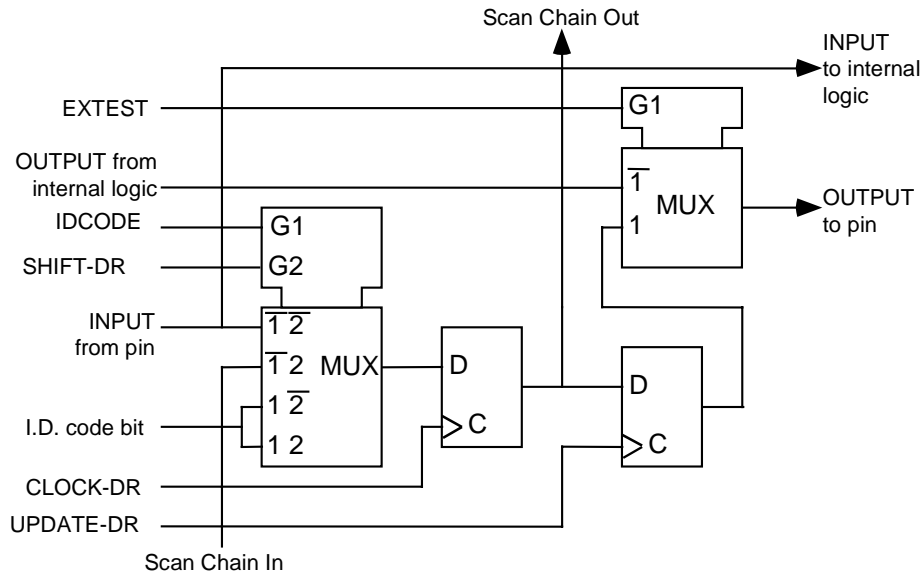 Scan Chain Out
INPUT
to internal
logic
EXTEST
G1
OUTPUT from
internal logic
1̅
MUX
OUTPUT
to pin
1
IDCODE
G1
SHIFT-DR
G2
INPUT
from pin
1̅ 2̅
1̅ 2
MUX
D
D
1 2̅
I.D. code bit
1 2
C
C
CLOCK-DR
UPDATE-DR
Scan Chain In